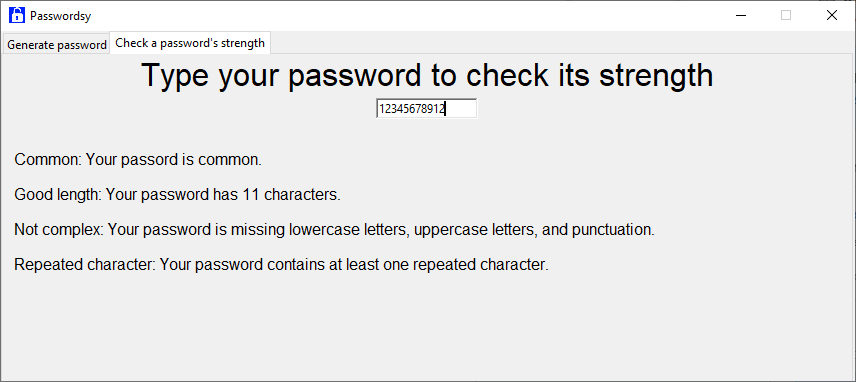 Passwordsy
Generate password
Check a password's strength
Type your password to check its strength
12345678912
Common: Your passord is common.
Good length: Your password has 11 characters.
Not complex: Your password is missing lowercase letters, uppercase letters, and punctuation.
Repeated character: Your password contains at least one repeated character.